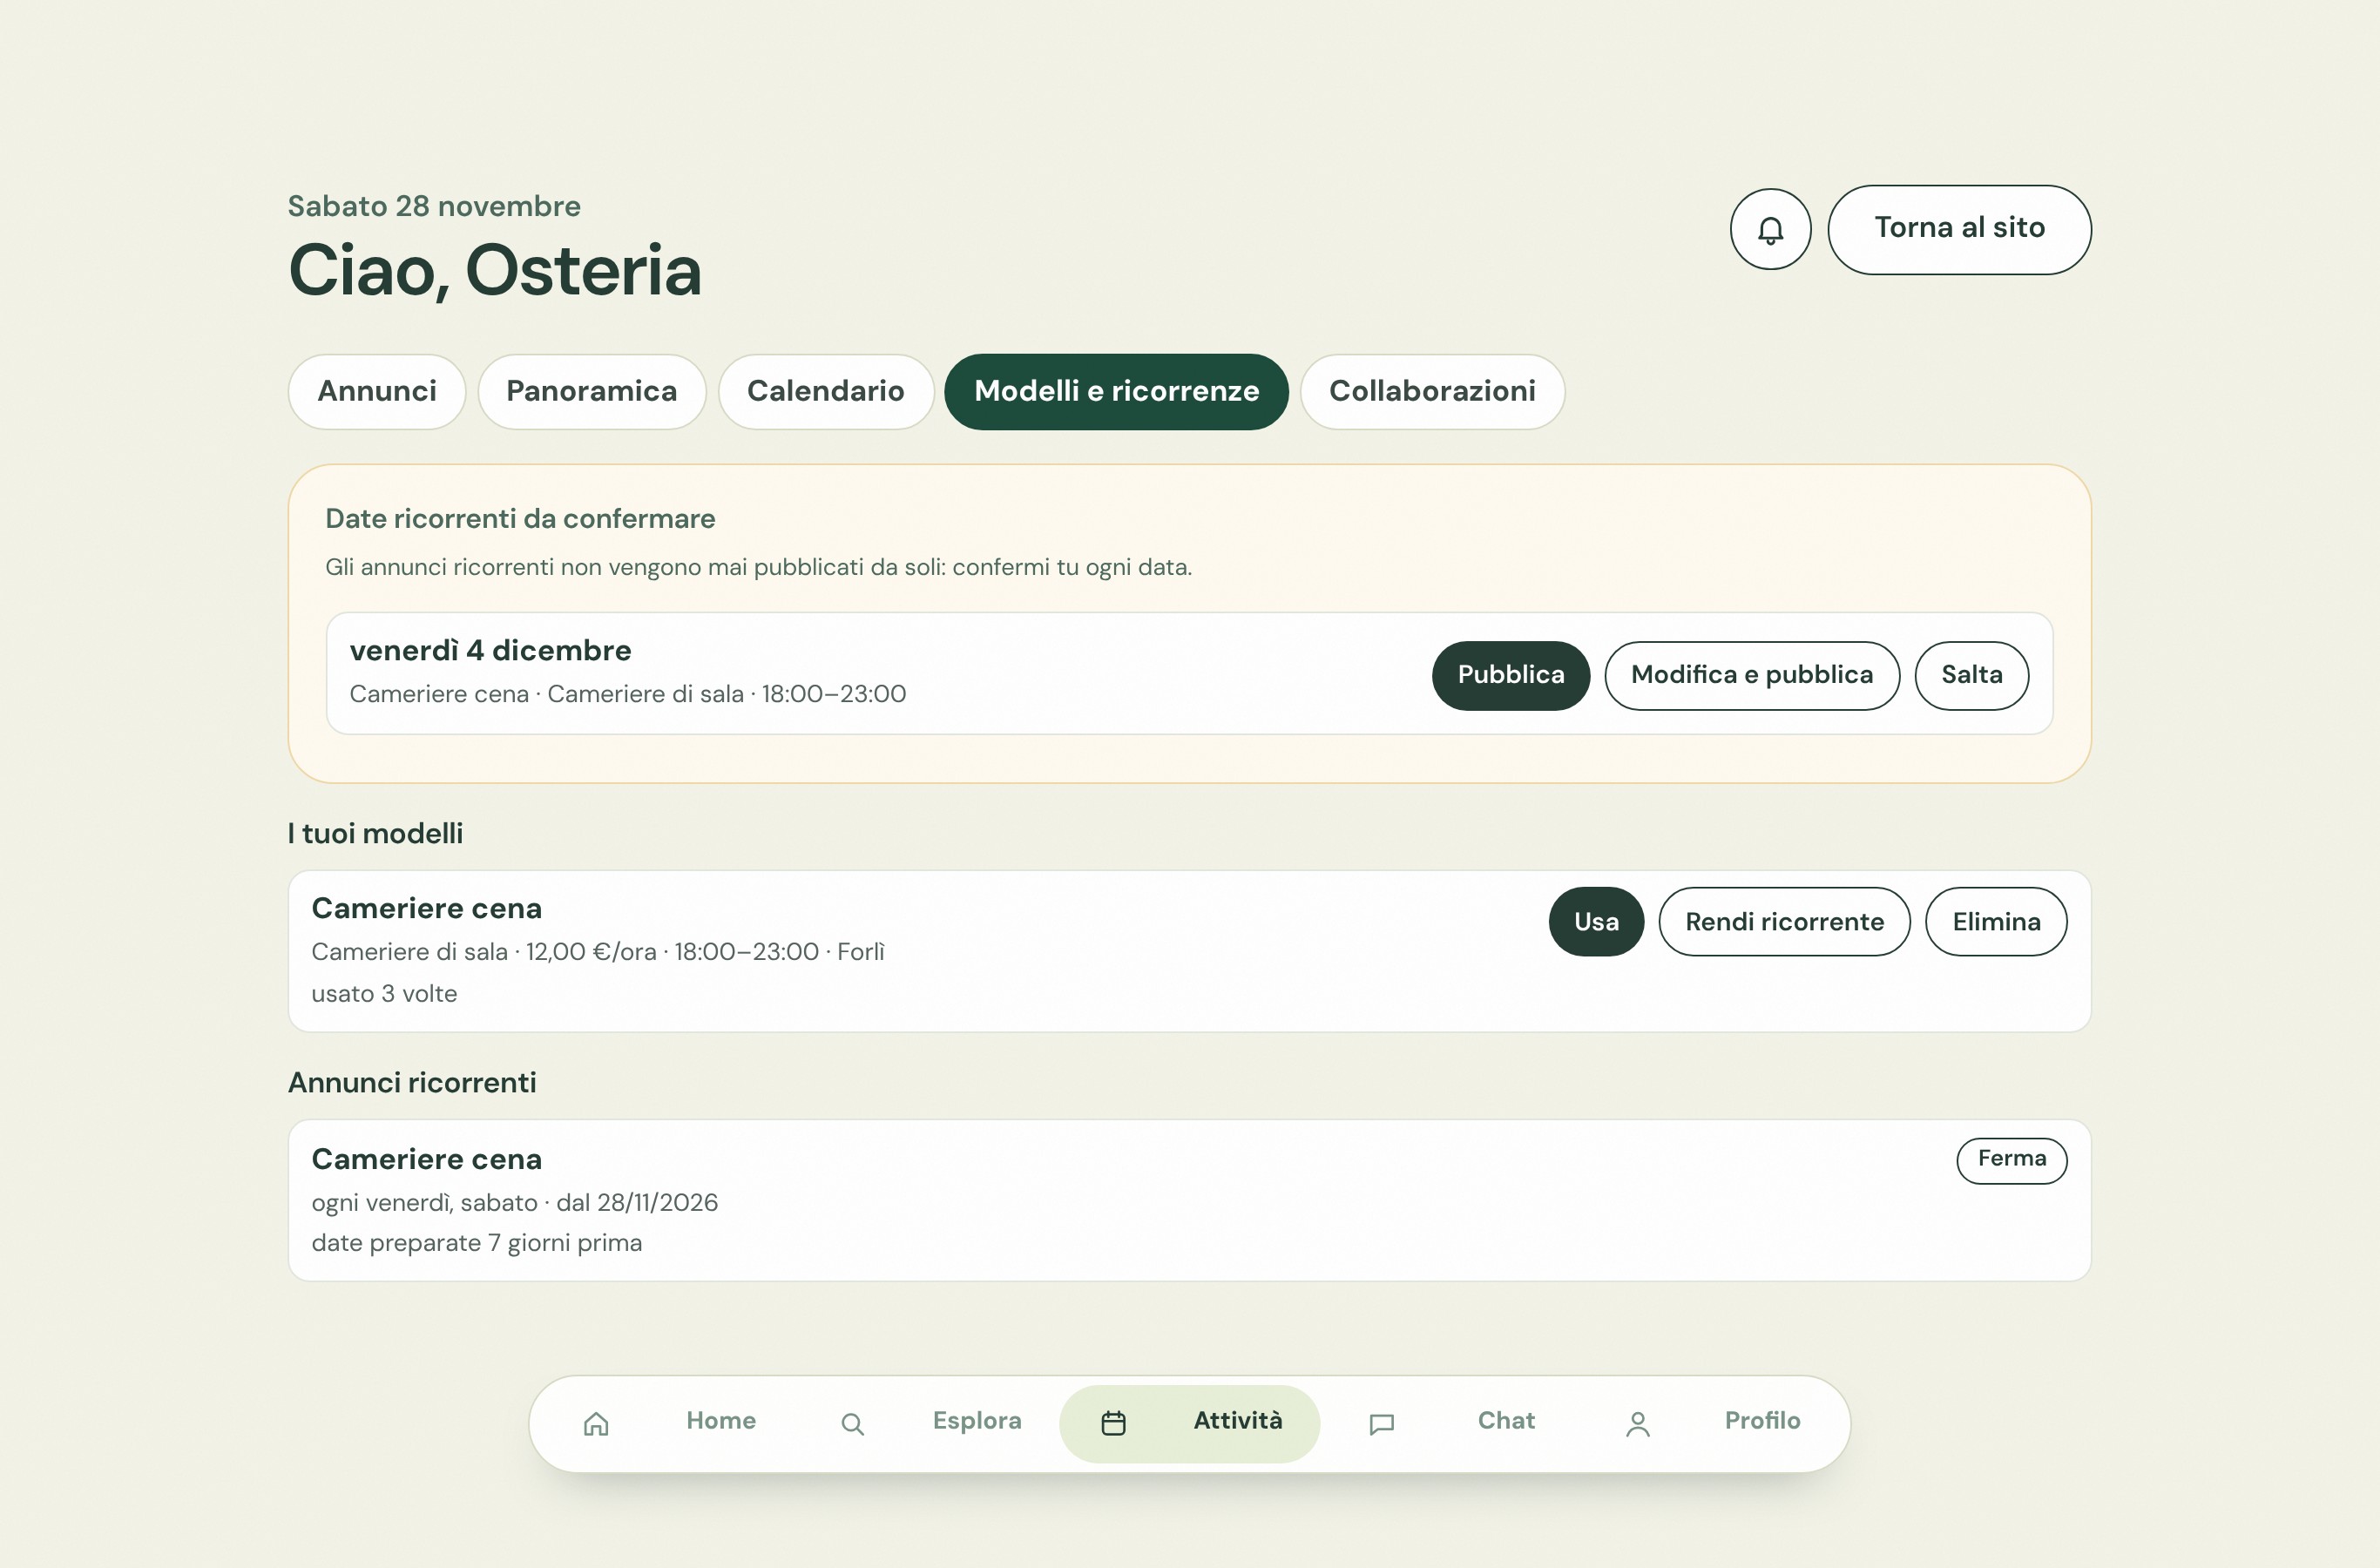 Sabato 28 novembre
Ciao, Osteria
Torna al sito
Annunci
Panoramica
Calendario
Modelli e ricorrenze
Collaborazioni
Date ricorrenti da confermare
Gli annunci ricorrenti non vengono mai pubblicati da soli: confermi tu ogni data.
venerdì 4 dicembre
Cameriere cena · Cameriere di sala · 18:00–23:00
Pubblica
Modifica e pubblica
Salta
I tuoi modelli
Cameriere cena
Cameriere di sala · 12,00 €/ora · 18:00–23:00 · Forlì
usato 3 volte
Usa
Rendi ricorrente
Elimina
Annunci ricorrenti
Cameriere cena
ogni venerdì, sabato · dal 28/11/2026
date preparate 7 giorni prima
Ferma
Home
Esplora
Attività
Chat
Profilo